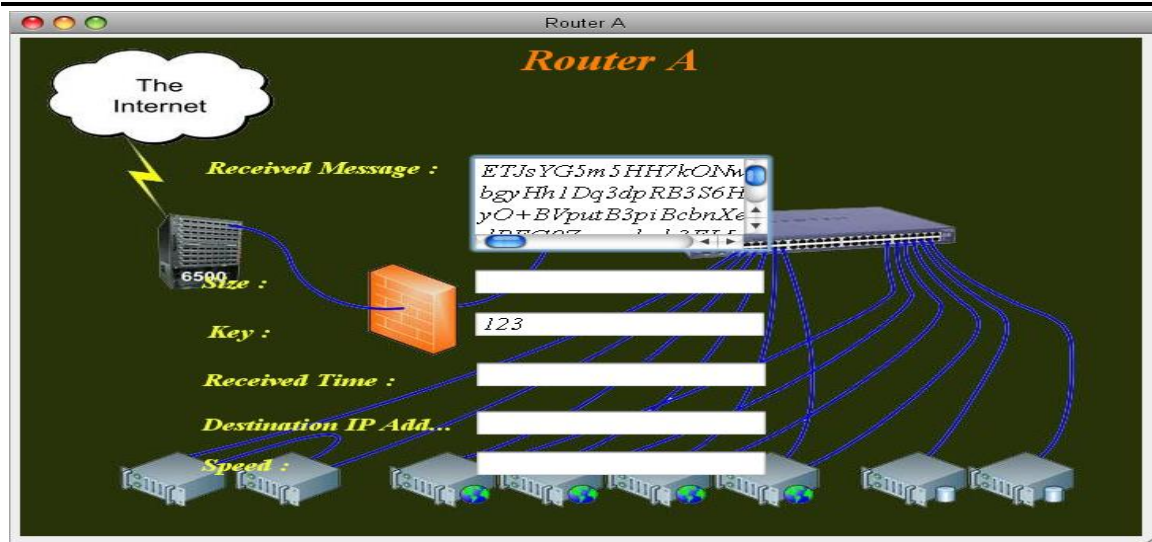 Router A
Router A
The
Internet
Received Message :
ETJsYG5m5HH7kONw
bgyHh1Dq3dpRB3S6H
yO+BVputB3piBcbnXe
6500
Size :
Key :
123
Received Time :
Destination IP Add...
Speed :